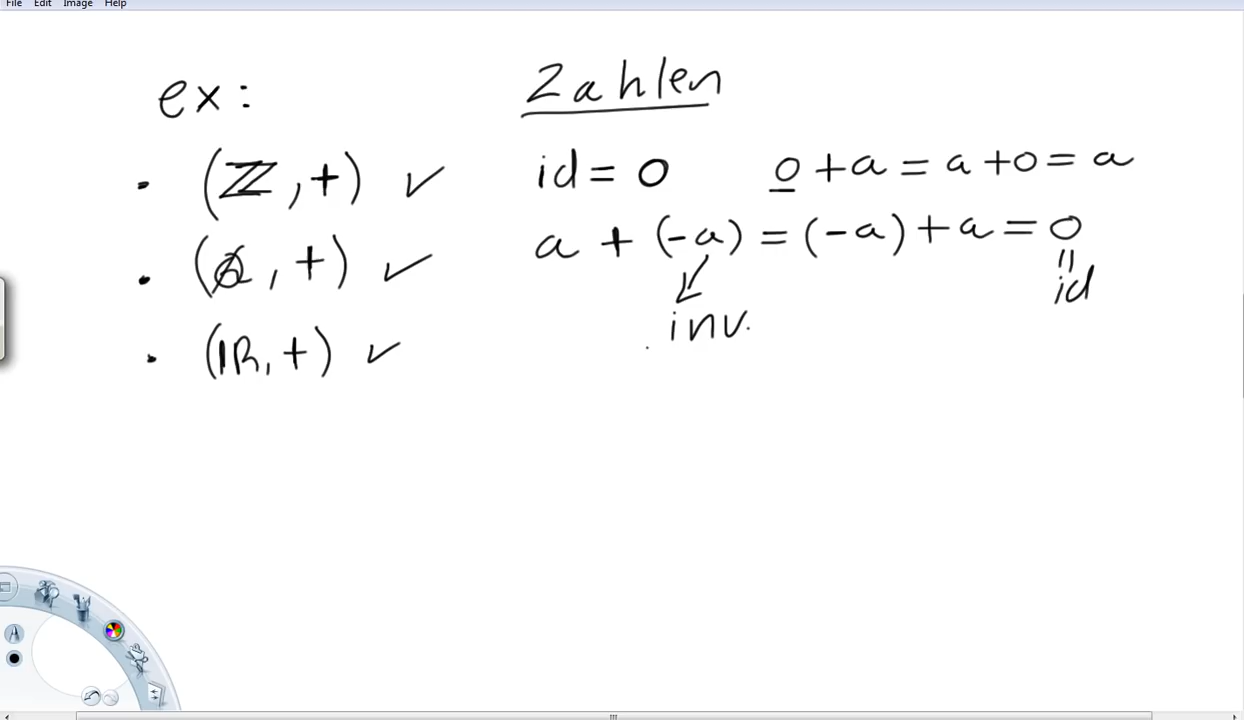 File Edit Image Help
ex:
Zahlen
• (ℤ, +) ✓
id = 0
0 + a = a + 0 = a
• (ℚ, +) ✓
a + (-a) = (-a) + a = 0
inv.
||
id
• (ℝ, +) ✓